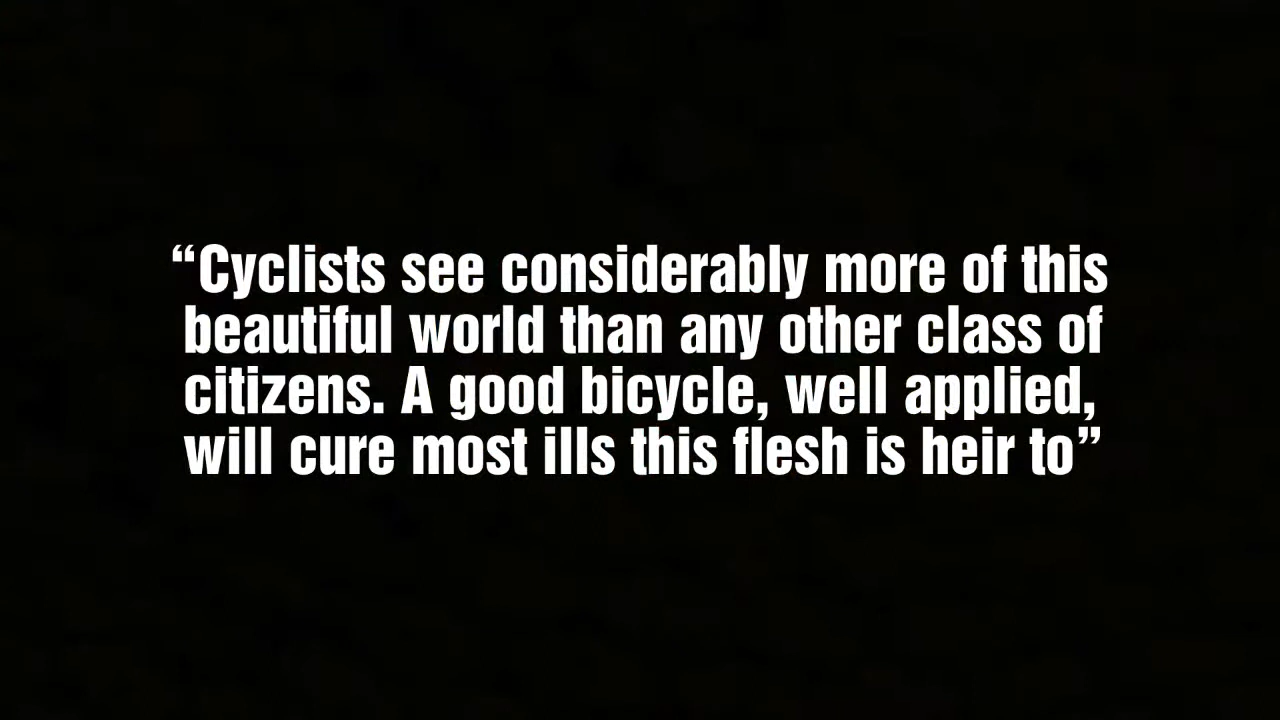 “Cyclists see considerably more of this
beautiful world than any other class of
citizens. A good bicycle, well applied,
will cure most ills this flesh is heir to”